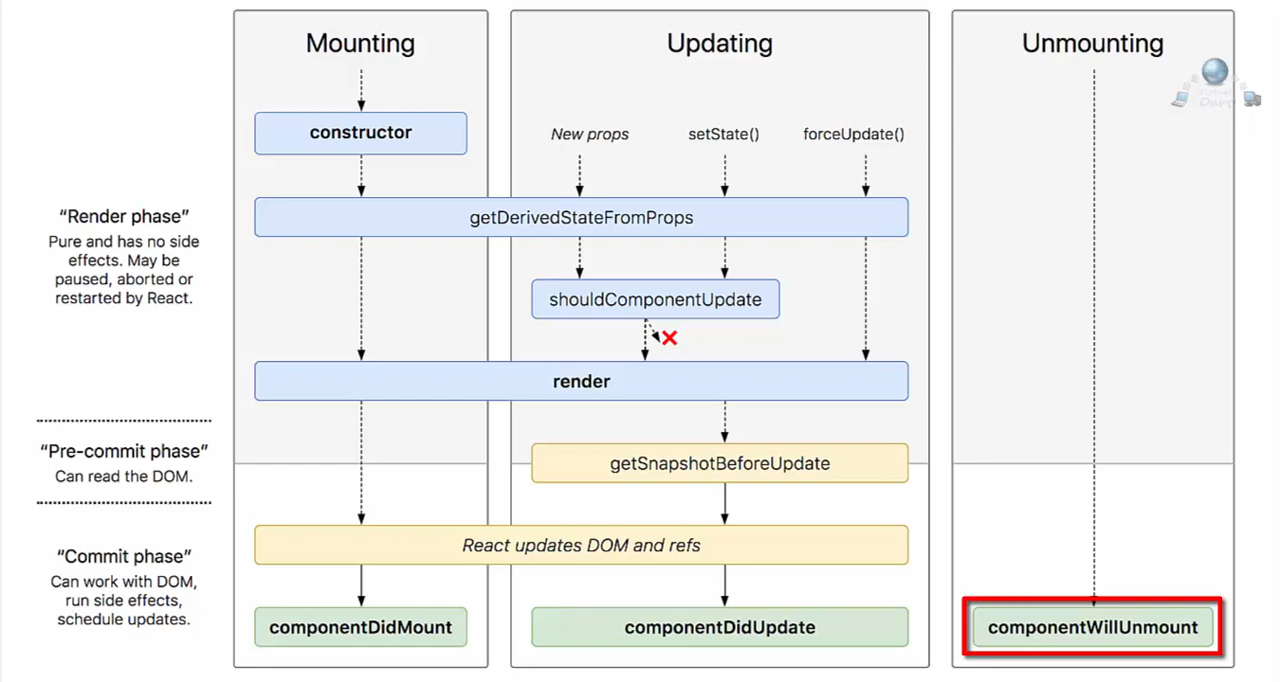 Mounting
Updating
Unmounting
constructor
New props
setState()
forceUpdate()
"Render phase"
Pure and has no side
effects. May be
paused, aborted or
restarted by React.
getDerivedStateFromProps
shouldComponentUpdate
render
"Pre-commit phase"
Can read the DOM.
getSnapshotBeforeUpdate
"Commit phase"
Can work with DOM,
run side effects,
schedule updates.
React updates DOM and refs
componentDidMount
componentDidUpdate
componentWillUnmount